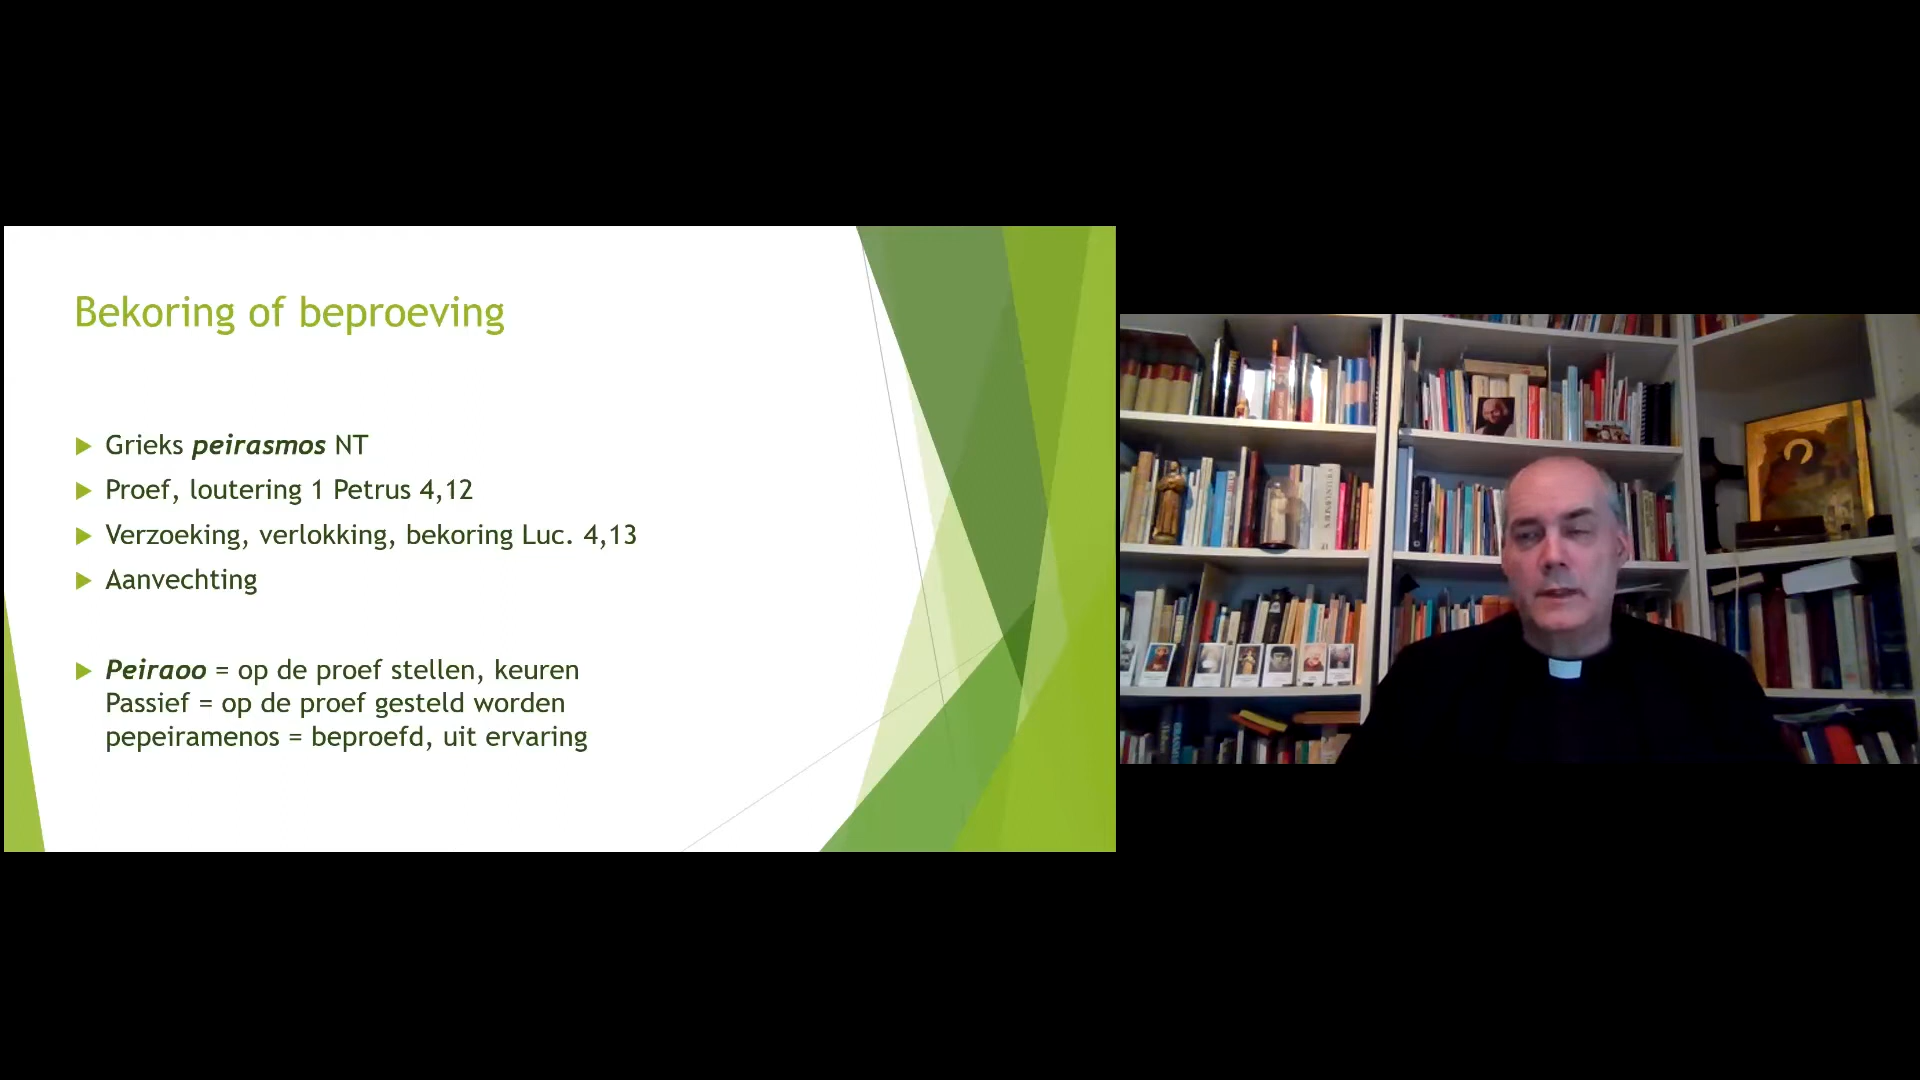 Bekoring of beproeving
Grieks peirasmos NT
Proef, loutering 1 Petrus 4,12
Verzoeking, verlokking, bekoring Luc. 4,13
Aanvechting
Peiraoo = op de proef stellen, keuren
Passief = op de proef gesteld worden
pepeiramenos = beproefd, uit ervaring